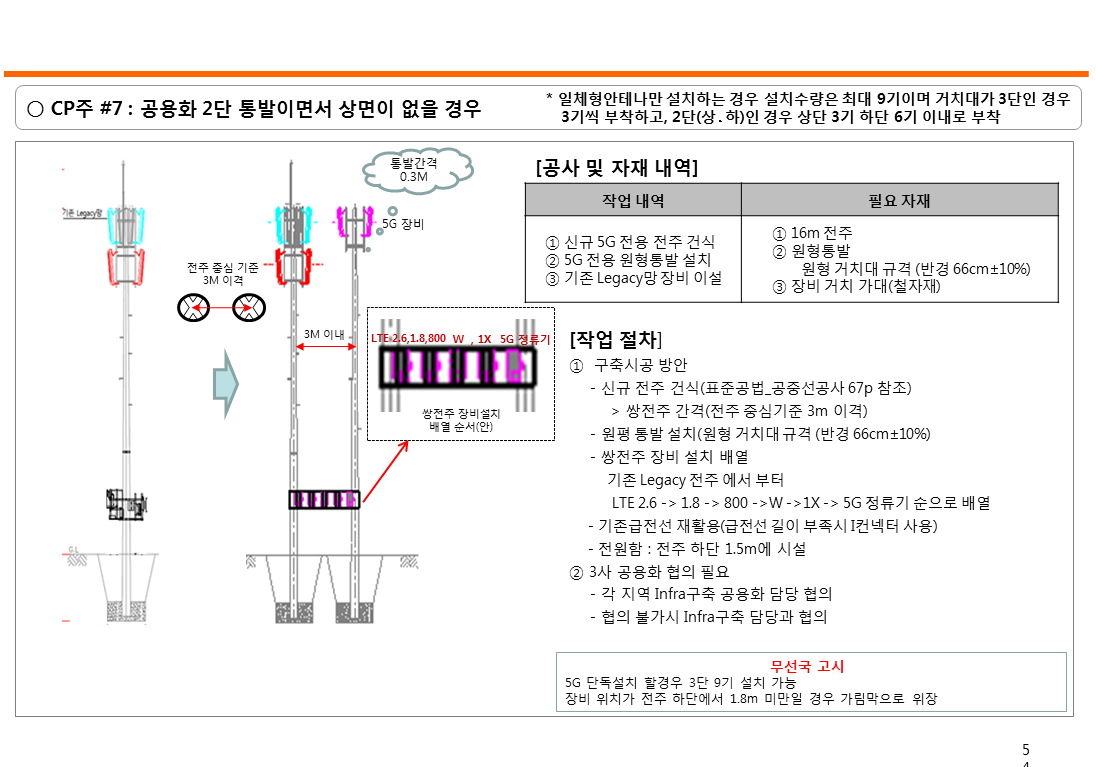 ○ CP주 #7 : 공용화 2단 통발이면서 상면이 없을 경우
* 일체형안테나만 설치하는 경우 설치수량은 최대 9기이며 거치대가 3단인 경우
3기씩 부착하고, 2단(상.하)인 경우 상단 3기 하단 6기 이내로 부착
통발간격
0.3M
기존 Legacy망
5G 장비
전주 중심 기준
3M 이격
3M 이내
LTE 2.6,1.8,800 W , 1X 5G 정류기
쌍전주 장비설치
배열 순서(안)
G.L
[공사 및 자재 내역]
작업 내역 필요 자재
① 신규 5G 전용 전주 건식
② 5G 전용 원형통발 설치
③ 기존 Legacy망 장비 이설
① 16m 전주
② 원형통발
원형 거치대 규격 (반경 66cm±10%)
③ 장비 거치 가대(철자재)
[작업 절차]
① 구축시공 방안
- 신규 전주 건식(표준공법_공중선공사 67p 참조)
> 쌍전주 간격(전주 중심기준 3m 이격)
- 원평 통발 설치(원형 거치대 규격 (반경 66cm±10%)
- 쌍전주 장비 설치 배열
기존 Legacy 전주 에서 부터
LTE 2.6 -> 1.8 -> 800 ->W ->1X -> 5G 정류기 순으로 배열
- 기존급전선 재활용(급전선 길이 부족시 I컨넥터 사용)
- 전원함 : 전주 하단 1.5m에 시설
② 3사 공용화 협의 필요
- 각 지역 Infra구축 공용화 담당 협의
- 협의 불가시 Infra구축 담당과 협의
무선국 고시
5G 단독설치 할경우 3단 9기 설치 가능
장비 위치가 전주 하단에서 1.8m 미만일 경우 가림막으로 위장
5
4